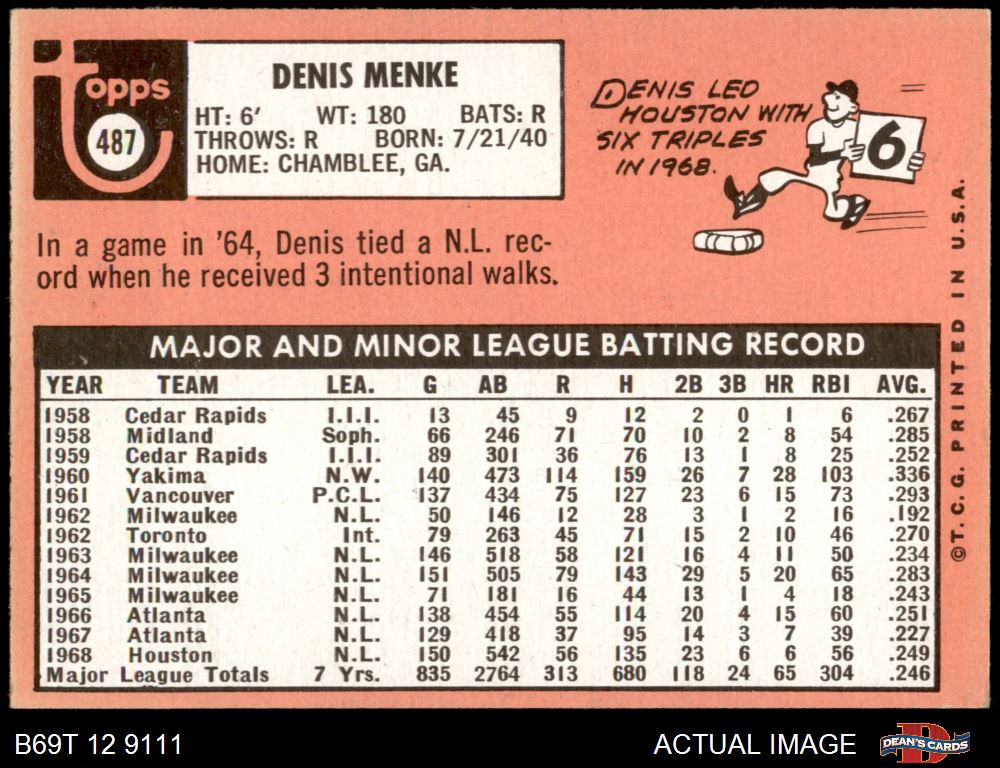 Topps
487
DENIS MENKE
HT: 6' WT: 180 BATS: R
THROWS: R BORN: 7/21/40
HOME: CHAMBLEE, GA.
DENIS LED
HOUSTON WITH
SIX TRIPLES
IN 1968.
6
In a game in '64, Denis tied a N.L. rec-
ord when he received 3 intentional walks.
MAJOR AND MINOR LEAGUE BATTING RECORD
YEAR TEAM LEA. G AB R H 2B 3B HR RBI AVG.
1958 Cedar Rapids I.I.I. 13 45 9 12 2 0 1 6 .267
1958 Midland Soph. 66 246 71 70 10 2 8 54 .285
1959 Cedar Rapids I.I.I. 89 301 36 76 13 1 8 25 .252
1960 Yakima N.W. 140 473 114 159 26 7 28 103 .336
1961 Vancouver P.C.L. 137 434 75 127 23 6 15 73 .293
1962 Milwaukee N.L. 50 146 12 28 3 1 2 16 .192
1962 Toronto Int. 79 263 45 71 15 2 10 46 .270
1963 Milwaukee N.L. 146 518 58 121 16 4 11 50 .234
1964 Milwaukee N.L. 151 505 79 143 29 5 20 65 .283
1965 Milwaukee N.L. 71 181 16 44 13 1 4 18 .243
1966 Atlanta N.L. 138 454 55 114 20 4 15 60 .251
1967 Atlanta N.L. 129 418 37 95 14 3 7 39 .227
1968 Houston N.L. 150 542 56 135 23 6 6 56 .249
Major League Totals 7 Yrs. 835 2764 313 680 118 24 65 304 .246
©T.C.G. PRINTED IN U.S.A.
B69T 12 9111
ACTUAL IMAGE
DEAN'S CARDS